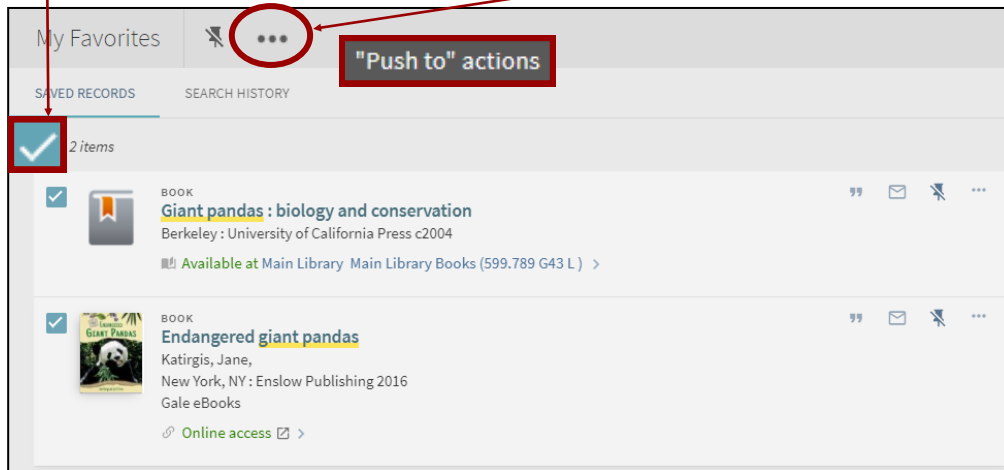 My Favorites
"Push to" actions
SAVED RECORDS SEARCH HISTORY
2 items
BOOK
Giant pandas : biology and conservation
Berkeley : University of California Press c2004
Available at Main Library Main Library Books (599.789 G43 L )
BOOK
Endangered giant pandas
Katirgis, Jane,
New York, NY : Enslow Publishing 2016
Gale eBooks
Online access
GIANT PANDAS